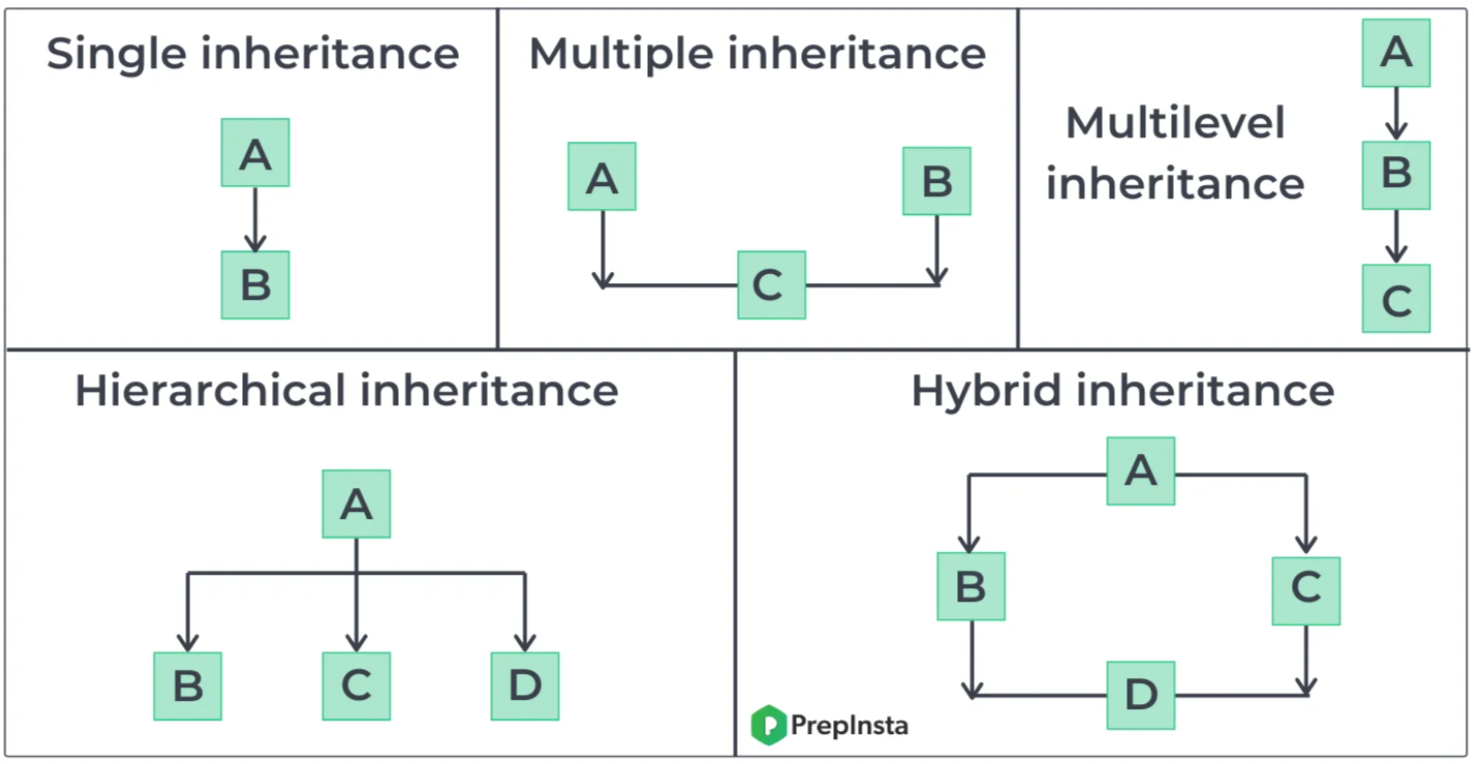 Single inheritance
A
B
Multiple inheritance
A
B
C
Multilevel
inheritance
A
B
C
Hierarchical inheritance
A
B
C
D
Hybrid inheritance
A
B
C
D
PrepInsta